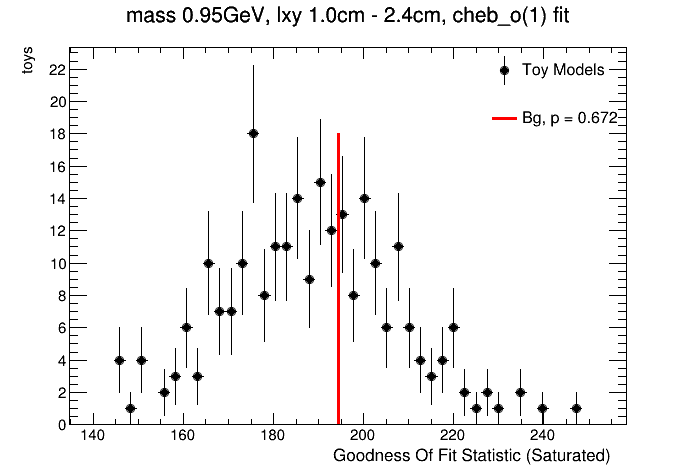 mass 0.95GeV, lxy 1.0cm - 2.4cm, cheb_o(1) fit
toys
Toy Models
Bg, p = 0.672
22
20
18
16
14
12
10
8
6
4
2
0
140 160 180 200 220 240
Goodness Of Fit Statistic (Saturated)